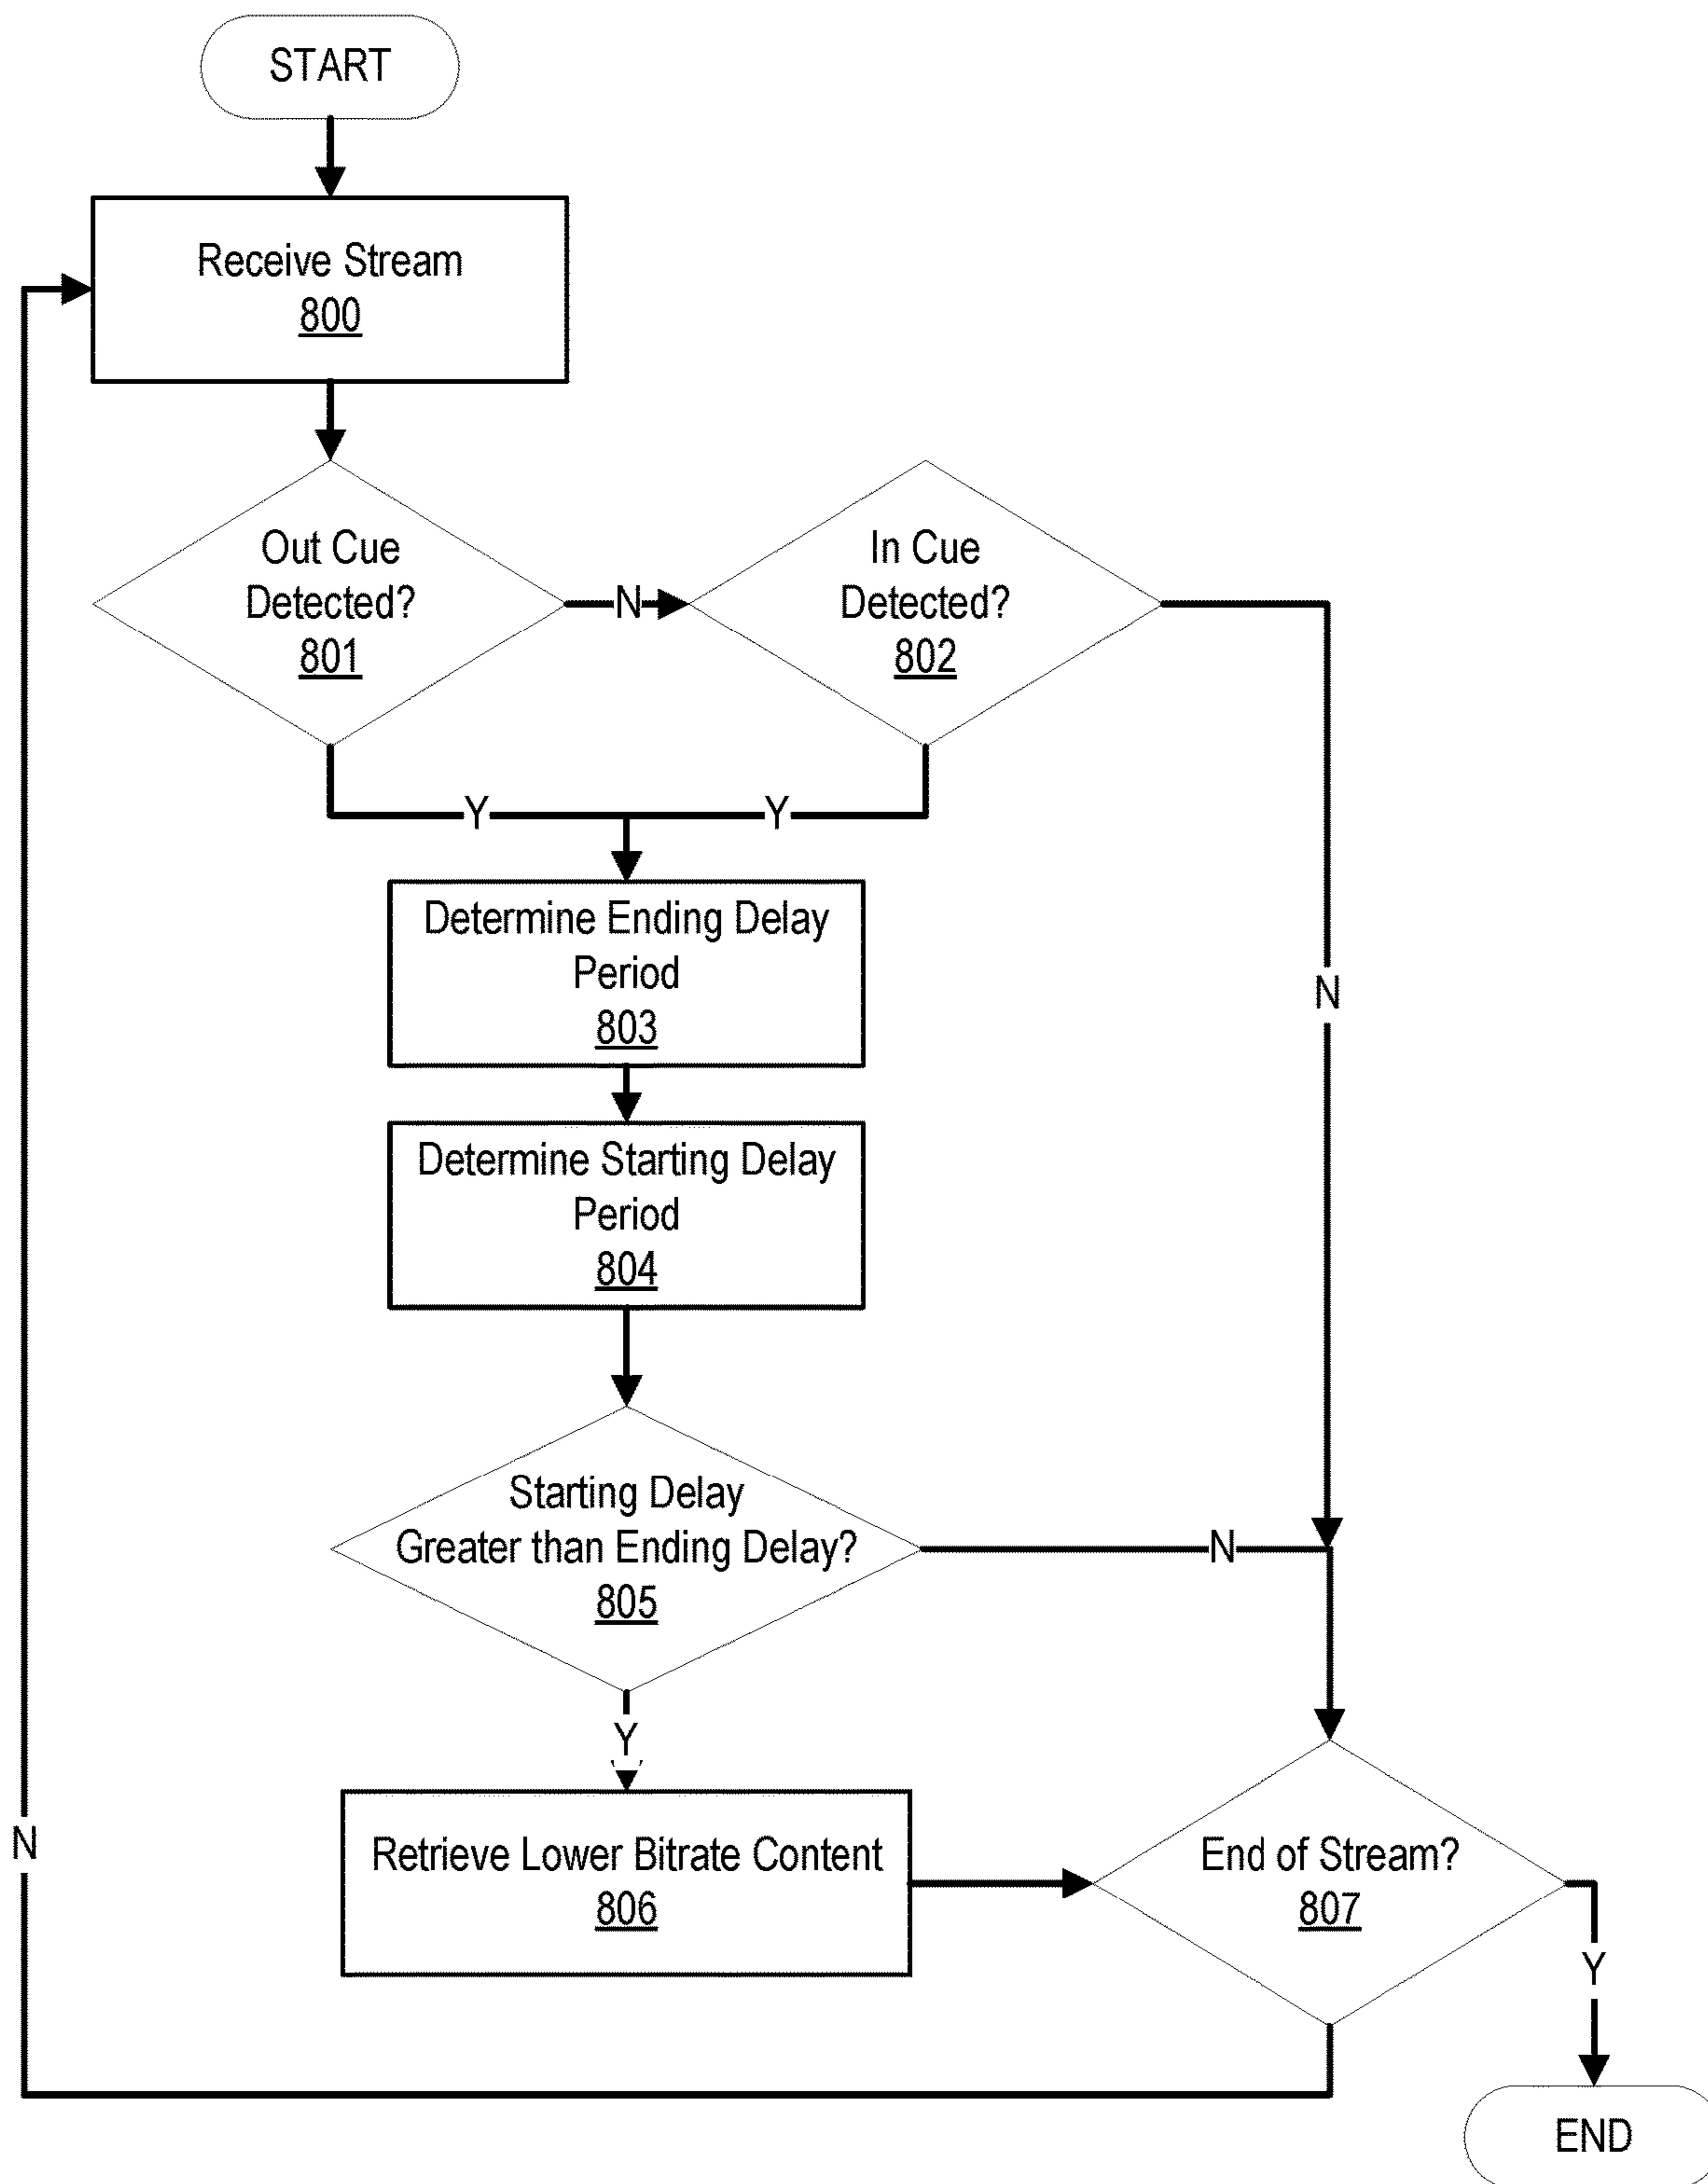 START
Receive Stream
800
Out Cue
Detected?
801
N
In Cue
Detected?
802
Y
Y
Determine Ending Delay
Period
803
N
Determine Starting Delay
Period
804
Starting Delay
Greater than Ending Delay?
805
N
Y
Retrieve Lower Bitrate Content
806
End of Stream?
807
N
Y
END